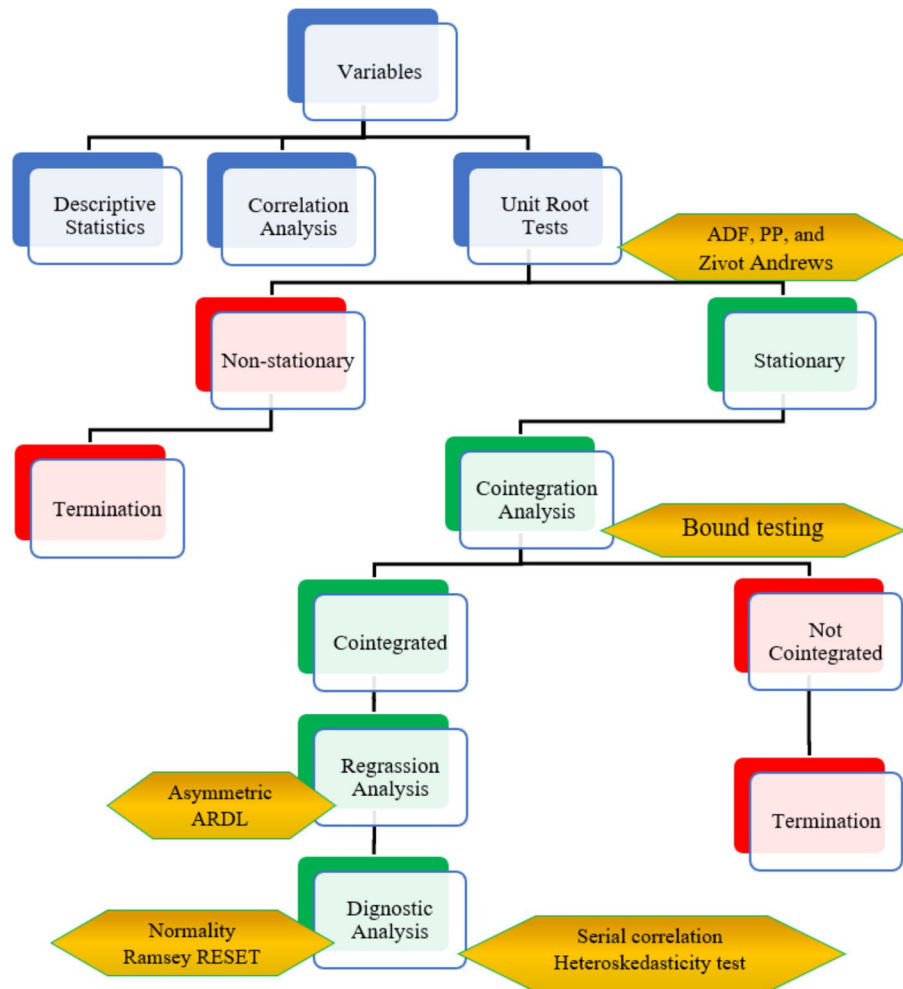 Variables
Descriptive
Statistics
Correlation
Analysis
Unit Root
Tests
ADF, PP, and
Zivot Andrews
Non-stationary
Stationary
Termination
Cointegration
Analysis
Bound testing
Cointegrated
Not
Cointegrated
Regrassion
Analysis
Asymmetric
ARDL
Termination
Dignostic
Analysis
Normality
Ramsey RESET
Serial correlation
Heteroskedasticity test